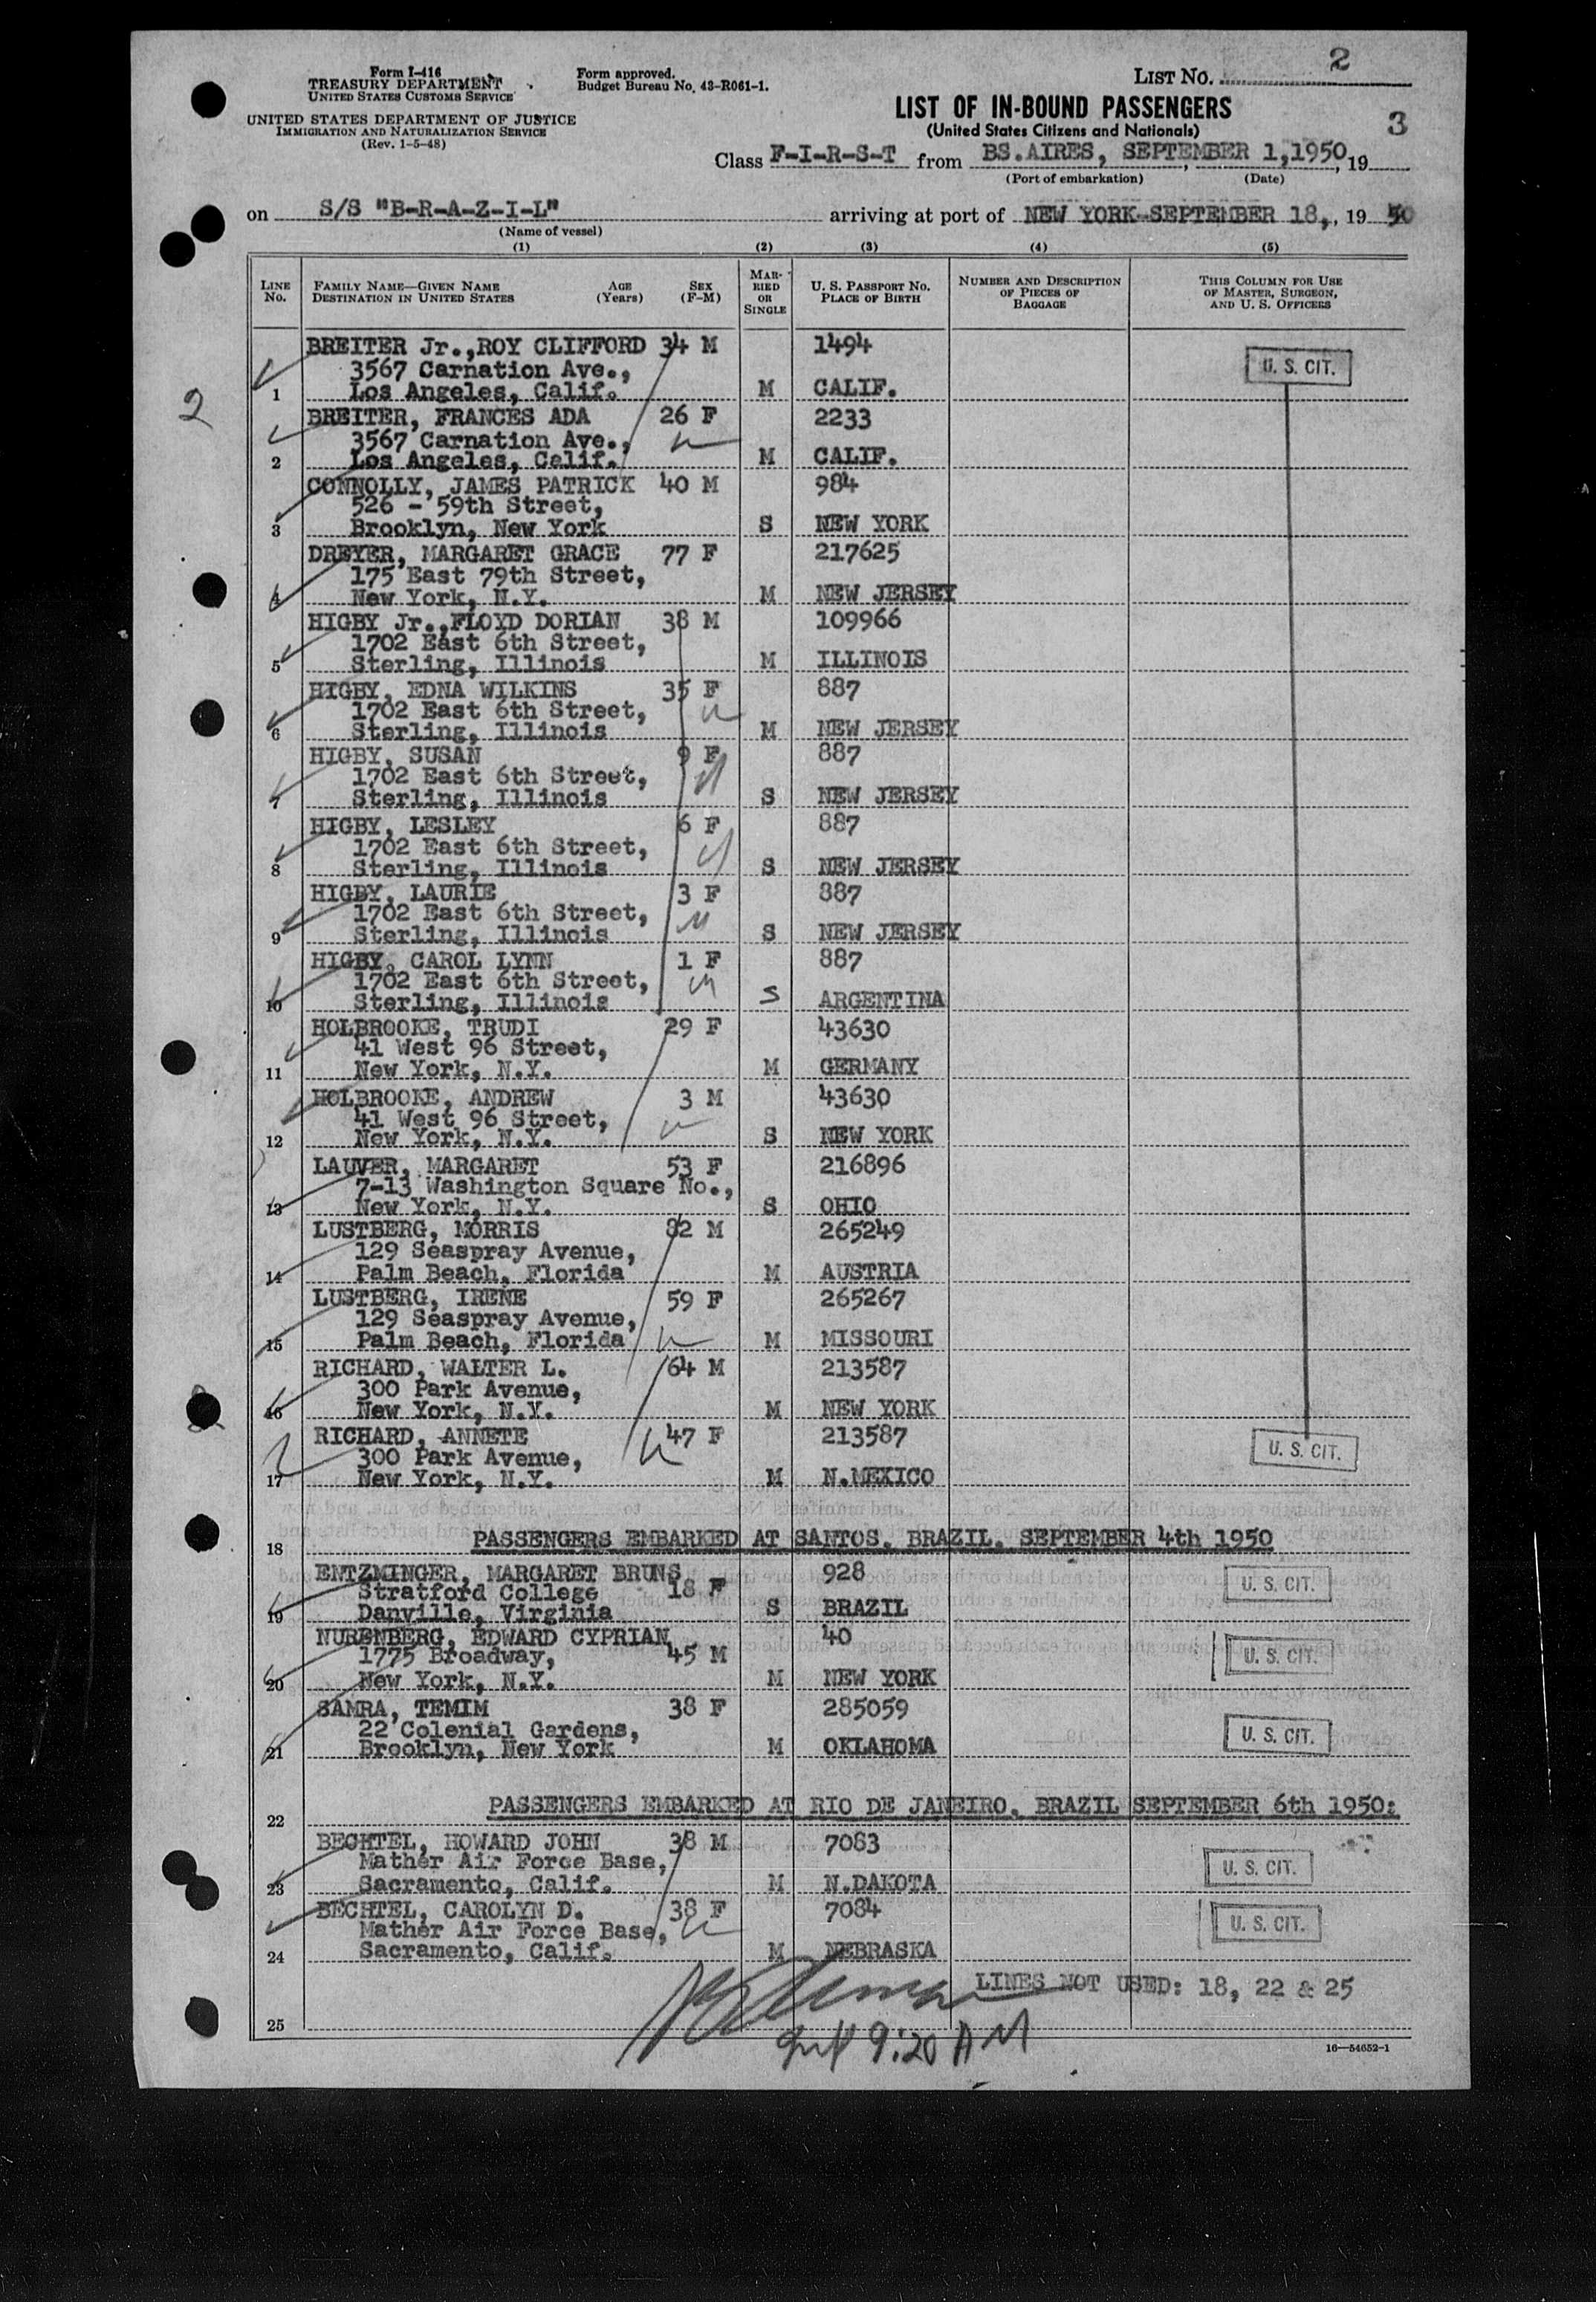 Form I-416
TREASURY DEPARTMENT
UNITED STATES CUSTOMS SERVICE
UNITED STATES DEPARTMENT OF JUSTICE
IMMIGRATION AND NATURALIZATION SERVICE
(Rev. 1-5-48)
Form approved.
Budget Bureau No. 43-R061-1.
LIST NO. 2
LIST OF IN-BOUND PASSENGERS
(United States Citizens and Nationals)
3
Class F-I-R-S-T from BS.AIRES, SEPTEMBER 1,1950, 19
(Port of embarkation) (Date)
on S/S "B-R-A-Z-I-L" arriving at port of NEW YORK SEPTEMBER 18,, 19 50
(Name of vessel)
(1) (2) (3) (4) (5)
LINE NO. FAMILY NAME—GIVEN NAME DESTINATION IN UNITED STATES AGE (Years) SEX (F-M) MARRIED OR SINGLE U. S. PASSPORT NO. PLACE OF BIRTH NUMBER AND DESCRIPTION OF PIECES OF BAGGAGE THIS COLUMN FOR USE OF MASTER, SURGEON, AND U. S. OFFICERS
BREITER Jr.,ROY CLIFFORD 34 M 1494
3567 Carnation Ave., U. S. CIT.
1 Los Angeles, Calif. M CALIF.
2
BREITER, FRANCES ADA 26 F 2233
3567 Carnation Ave.,
2 Los Angeles, Calif. M CALIF.
CONNOLLY, JAMES PATRICK 40 M 984
526 - 59th Street,
3 Brooklyn, New York S NEW YORK
DREYER, MARGARET GRACE 77 F 217625
175 East 79th Street,
4 New York, N.Y. M NEW JERSEY
HIGBY Jr.,FLOYD DORIAN 38 M 109966
1702 East 6th Street,
5 Sterling, Illinois M ILLINOIS
HIGBY, EDNA WILKINS 35 F 887
1702 East 6th Street,
6 Sterling, Illinois M NEW JERSEY
HIGBY, SUSAN 9 F 887
1702 East 6th Street,
7 Sterling, Illinois S NEW JERSEY
HIGBY, LESLEY 6 F 887
1702 East 6th Street,
8 Sterling, Illinois S NEW JERSEY
HIGBY, LAURIE 3 F 887
1702 East 6th Street,
9 Sterling, Illinois S NEW JERSEY
HIGBY, CAROL LYNN 1 F 887
1702 East 6th Street,
10 Sterling, Illinois S ARGENTINA
HOLBROOKE, TRUDI 29 F 43630
41 West 96 Street,
11 New York, N.Y. M GERMANY
HOLBROOKE, ANDREW 3 M 43630
41 West 96 Street,
12 New York, N.Y. S NEW YORK
LAUVER, MARGARET 53 F 216896
7-13 Washington Square No.,
13 New York, N.Y. S OHIO
LUSTBERG, MORRIS 82 M 265249
129 Seaspray Avenue,
14 Palm Beach, Florida M AUSTRIA
LUSTBERG, IRENE 59 F 265267
129 Seaspray Avenue,
15 Palm Beach, Florida M MISSOURI
RICHARD, WALTER L. 64 M 213587
300 Park Avenue,
16 New York, N.Y. M NEW YORK
RICHARD, ANNETE 47 F 213587
300 Park Avenue, U. S. CIT.
17 New York, N.Y. M N.MEXICO
18 PASSENGERS EMBARKED AT SANTOS, BRAZIL, SEPTEMBER 4th 1950
ENTZMINGER, MARGARET BRUNS 928
Stratford College 18 F U. S. CIT.
19 Danville, Virginia S BRAZIL
NURENBERG, EDWARD CYPRIAN 40
1775 Broadway, 45 M U. S. CIT.
20 New York, N.Y. M NEW YORK
SAMRA, TEMIM 38 F 285059
22 Colenial Gardens, U. S. CIT.
21 Brooklyn, New York M OKLAHOMA
22 PASSENGERS EMBARKED AT RIO DE JANEIRO, BRAZIL SEPTEMBER 6th 1950:
BECHTEL, HOWARD JOHN 38 M 7083
Mather Air Force Base, U. S. CIT.
23 Sacramento, Calif. M N.DAKOTA
BECHTEL, CAROLYN D. 38 F 7084
Mather Air Force Base, U. S. CIT.
24 Sacramento, Calif. M NEBRASKA
LINES NOT USED: 18, 22 & 25
25
9:20 AM
16—54652-1